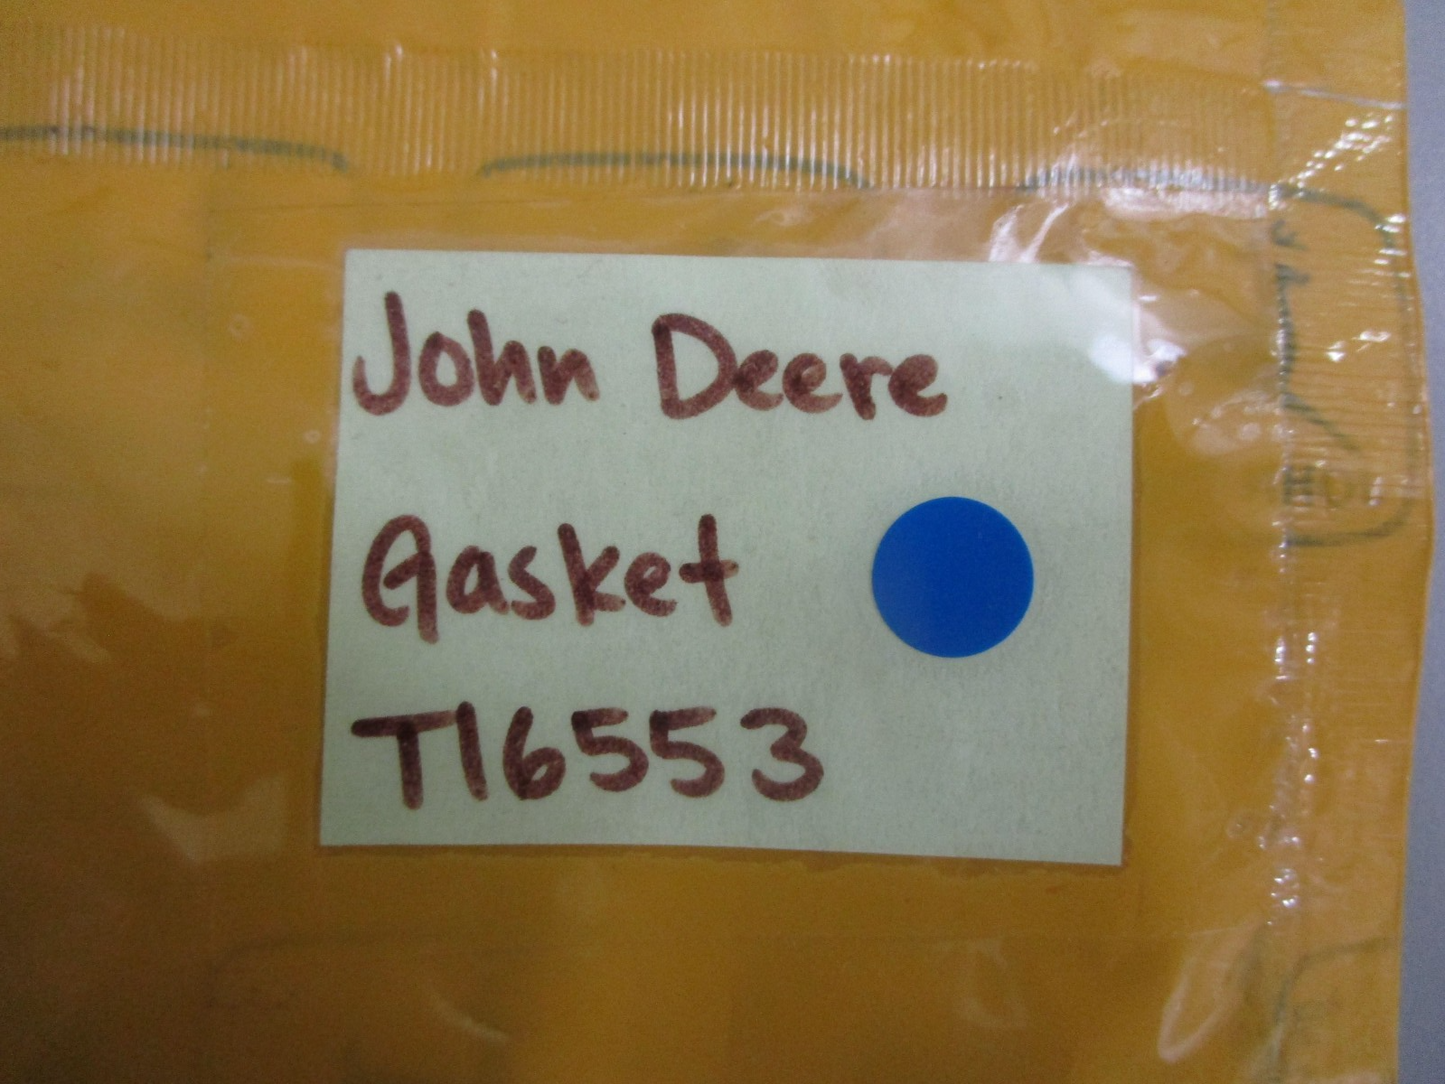 John Deere
Gasket
T16553